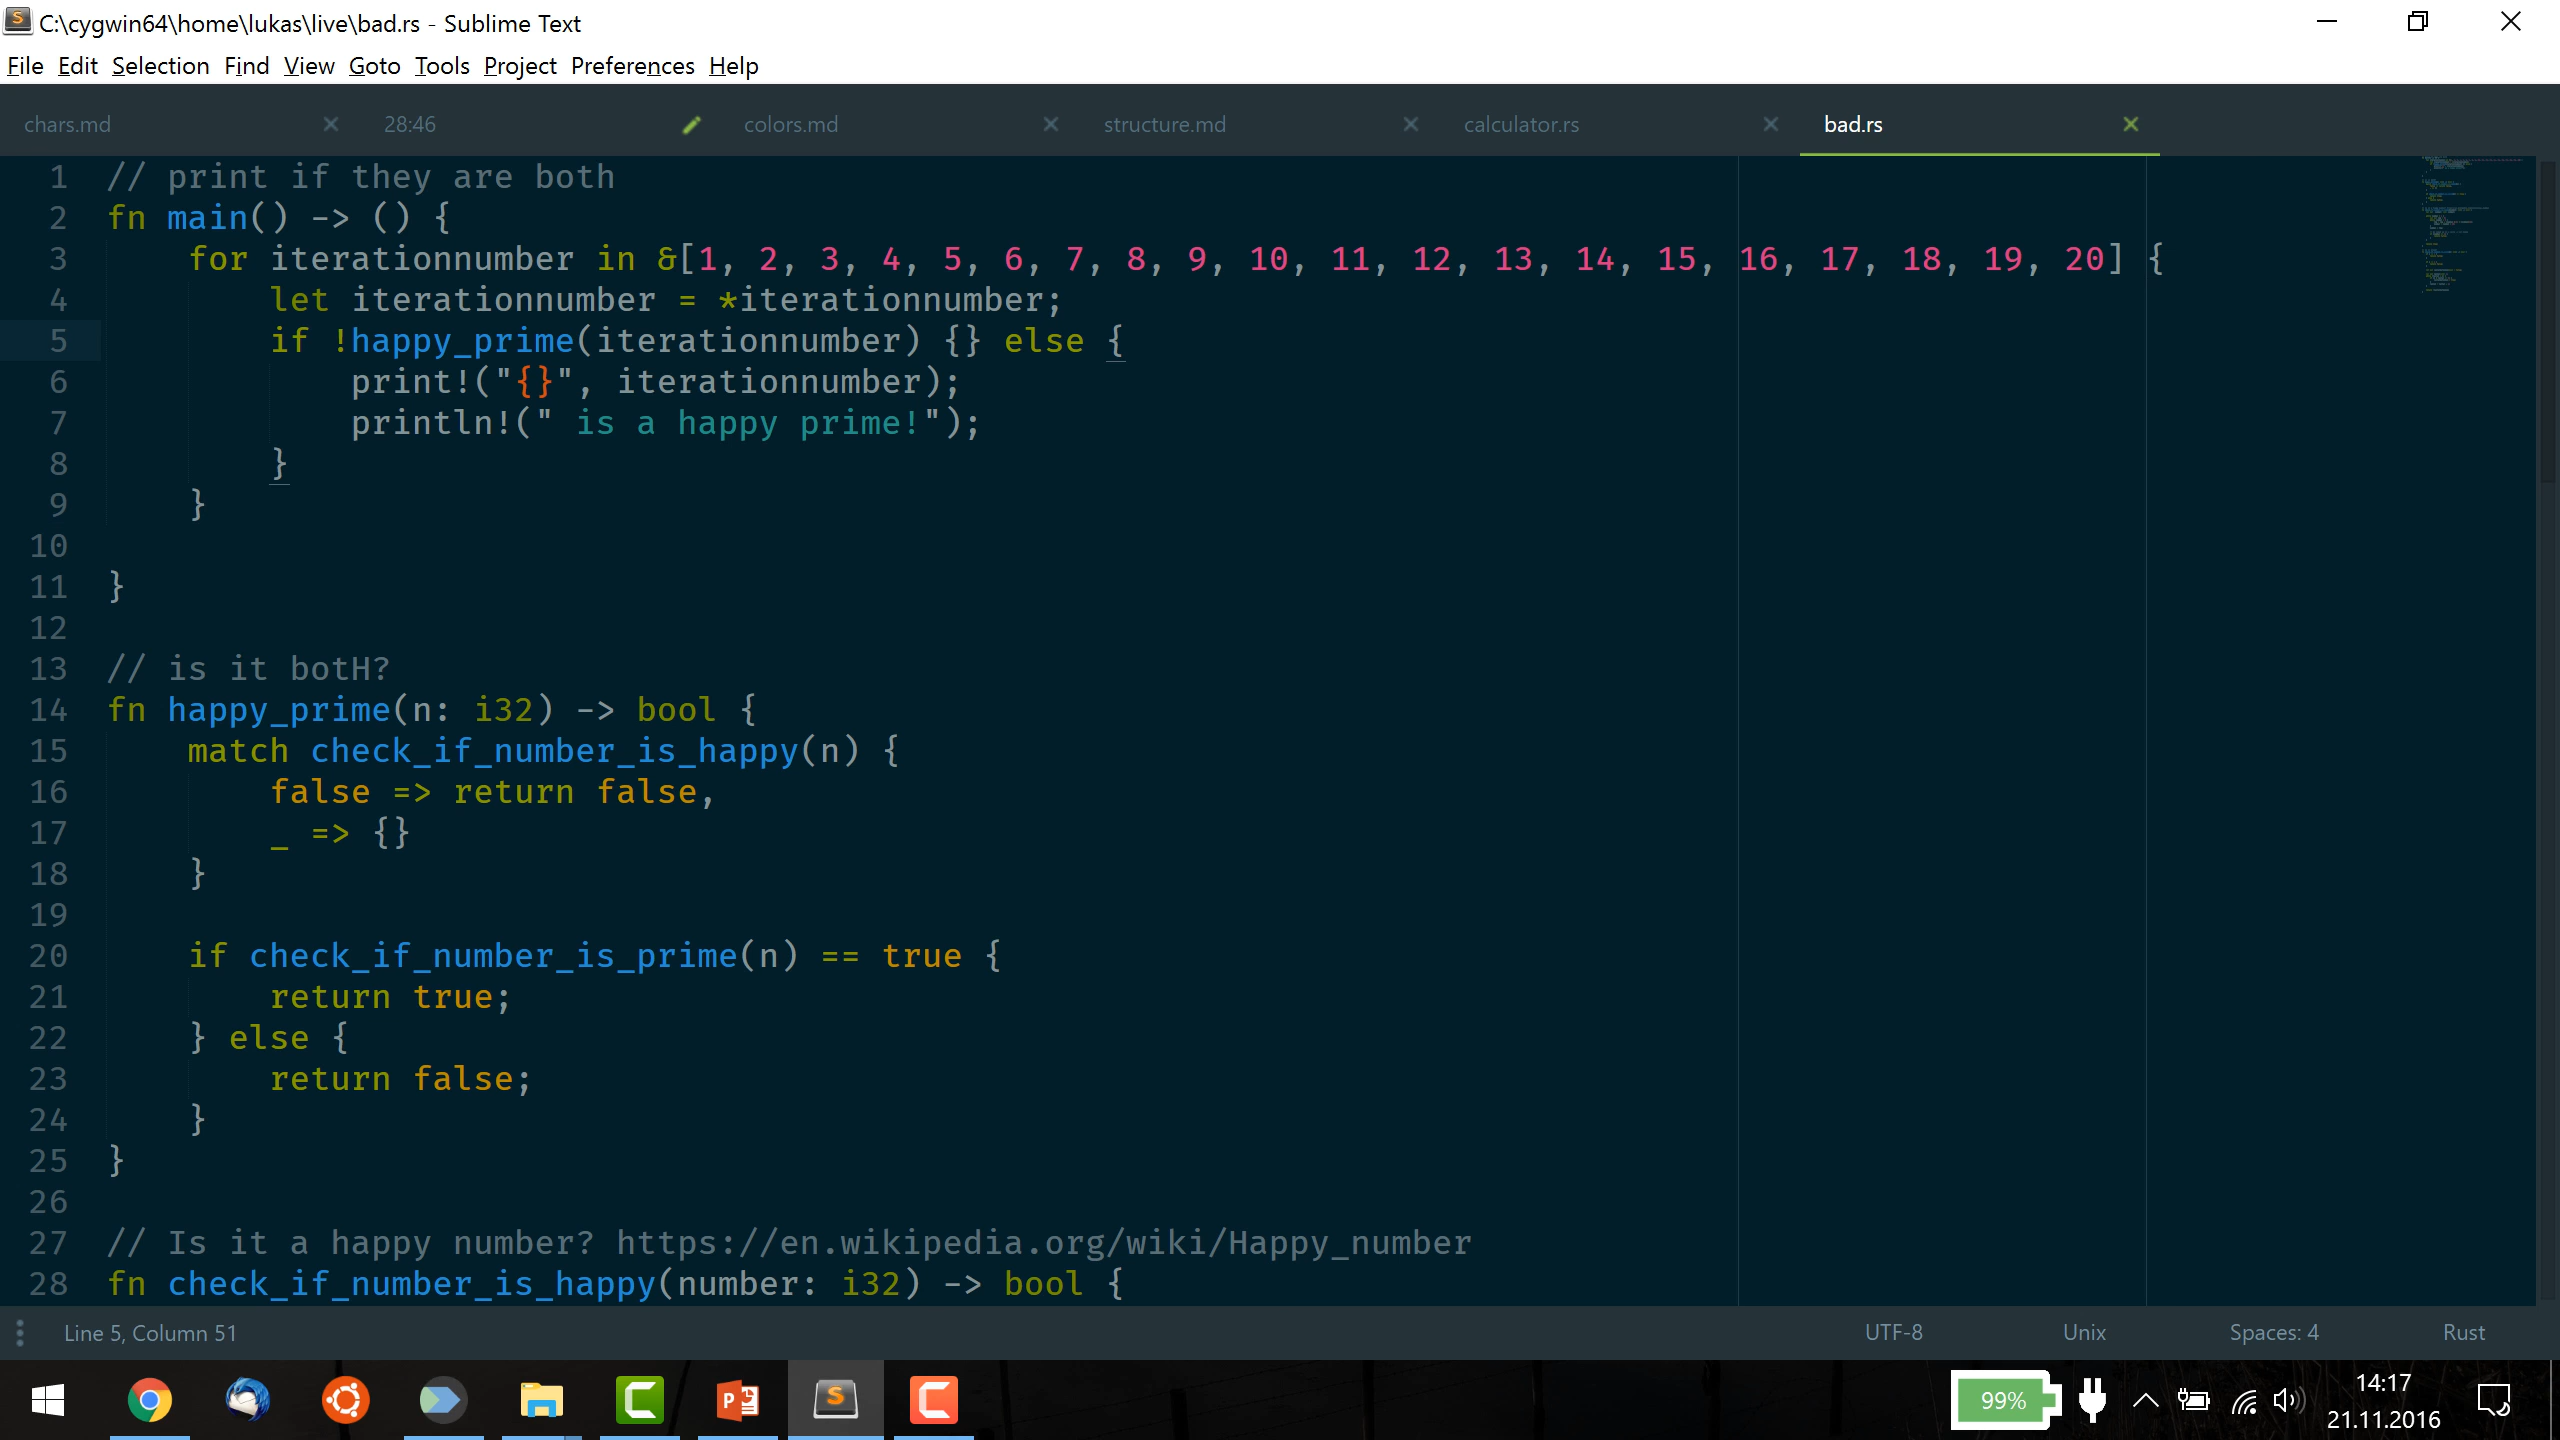 C:\cygwin64\home\lukas\live\bad.rs - Sublime Text
File Edit Selection Find View Goto Tools Project Preferences Help
chars.md 28:46 colors.md structure.md calculator.rs bad.rs
1 // print if they are both
2 fn main() -> () {
3     for iterationnumber in &[1, 2, 3, 4, 5, 6, 7, 8, 9, 10, 11, 12, 13, 14, 15, 16, 17, 18, 19, 20] {
4         let iterationnumber = *iterationnumber;
5         if !happy_prime(iterationnumber) {} else {
6             print!("{}", iterationnumber);
7             println!(" is a happy prime!");
8         }
9     }
10
11 }
12
13 // is it botH?
14 fn happy_prime(n: i32) -> bool {
15     match check_if_number_is_happy(n) {
16         false => return false,
17         _ => {}
18     }
19
20     if check_if_number_is_prime(n) == true {
21         return true;
22     } else {
23         return false;
24     }
25 }
26
27 // Is it a happy number? https://en.wikipedia.org/wiki/Happy_number
28 fn check_if_number_is_happy(number: i32) -> bool {
Line 5, Column 51 UTF-8 Unix Spaces: 4 Rust
99% 14:17
21.11.2016